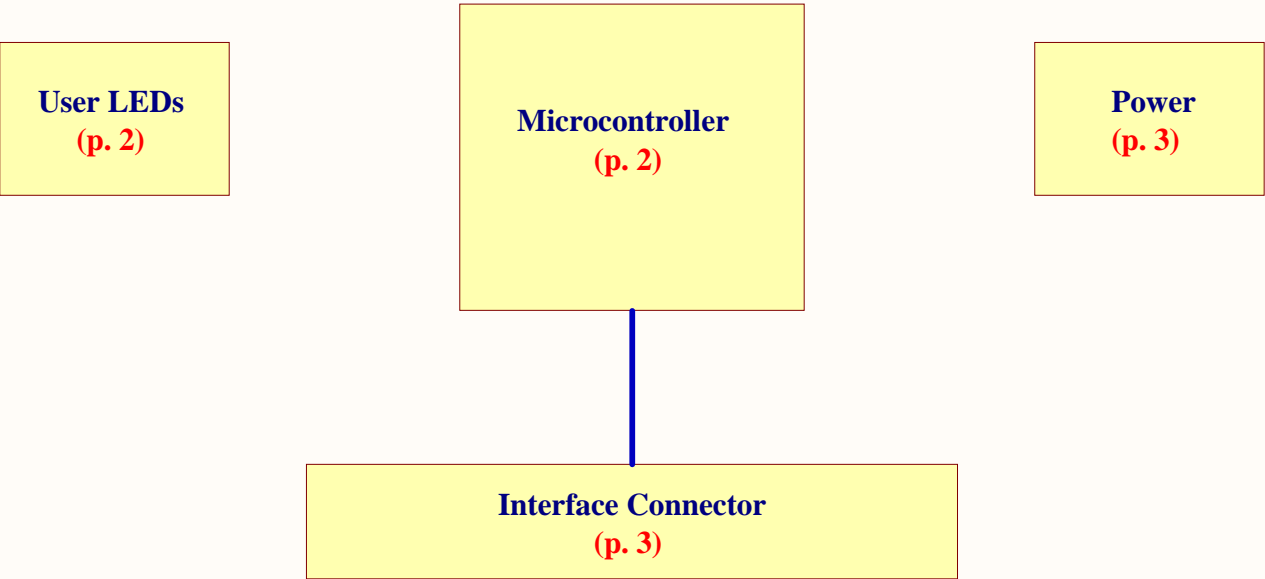 User LEDs
(p. 2)
Microcontroller
(p. 2)
Power
(p. 3)
Interface Connector
(p. 3)